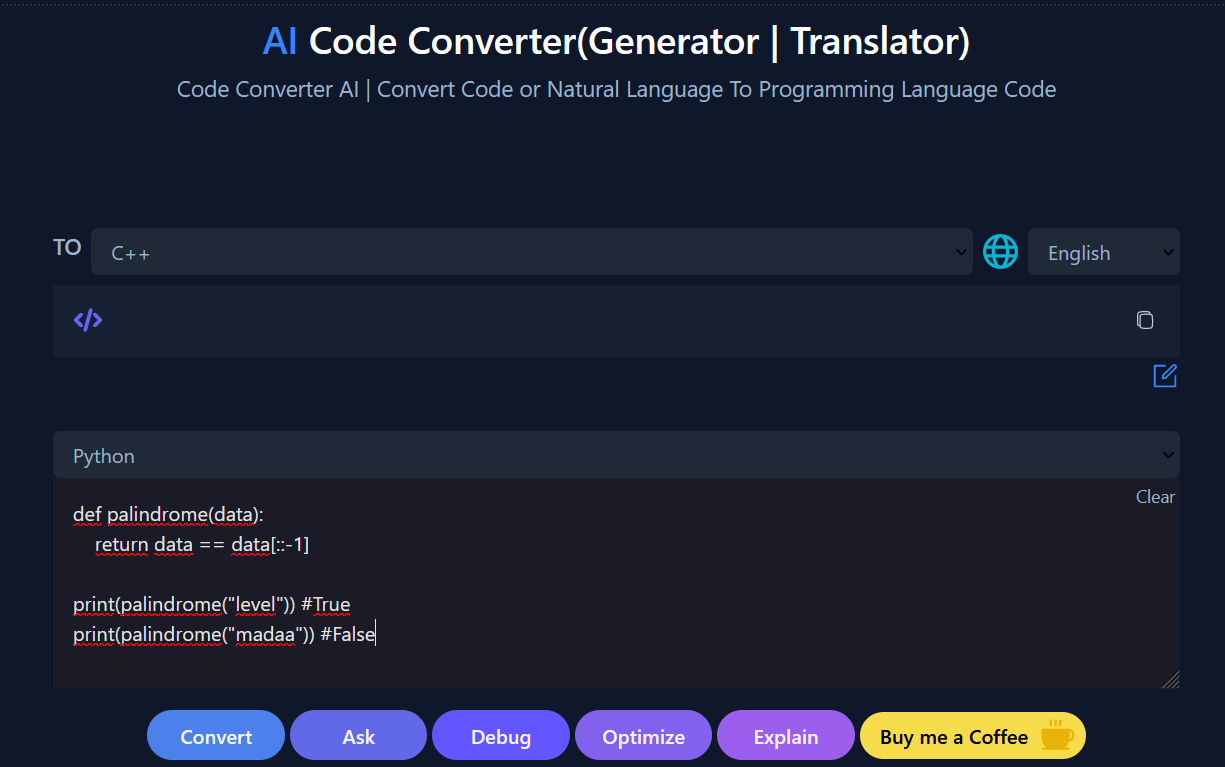 AI Code Converter(Generator | Translator)
Code Converter AI | Convert Code or Natural Language To Programming Language Code
TO C++ English
</>
Python
Clear
def palindrome(data):
    return data == data[::-1]
print(palindrome("level")) #True
print(palindrome("madaa")) #False
Convert Ask Debug Optimize Explain Buy me a Coffee